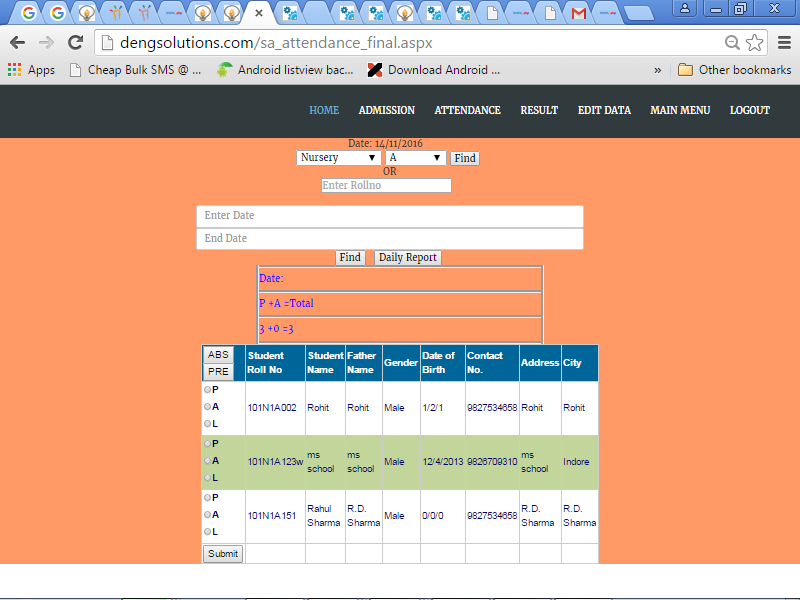 dengsolutions.com/sa_attendance_final.aspx
Apps Cheap Bulk SMS @ ... Android listview bac... Download Android ... » Other bookmarks
HOME ADMISSION ATTENDANCE RESULT EDIT DATA MAIN MENU LOGOUT
Date: 14/11/2016
Nursery A Find
OR
Enter Rollno
Enter Date
End Date
Find Daily Report
Date:
P +A =Total
3 +0 =3
ABS PRE Student Roll No Student Name Father Name Gender Date of Birth Contact No. Address City
P A L 101N1A002 Rohit Rohit Male 1/2/1 9827534658 Rohit Rohit
P A L 101N1A123w ms school ms school Male 12/4/2013 9826709310 ms school Indore
P A L 101N1A151 Rahul Sharma R.D. Sharma Male 0/0/0 9827534658 R.D. Sharma R.D. Sharma
Submit